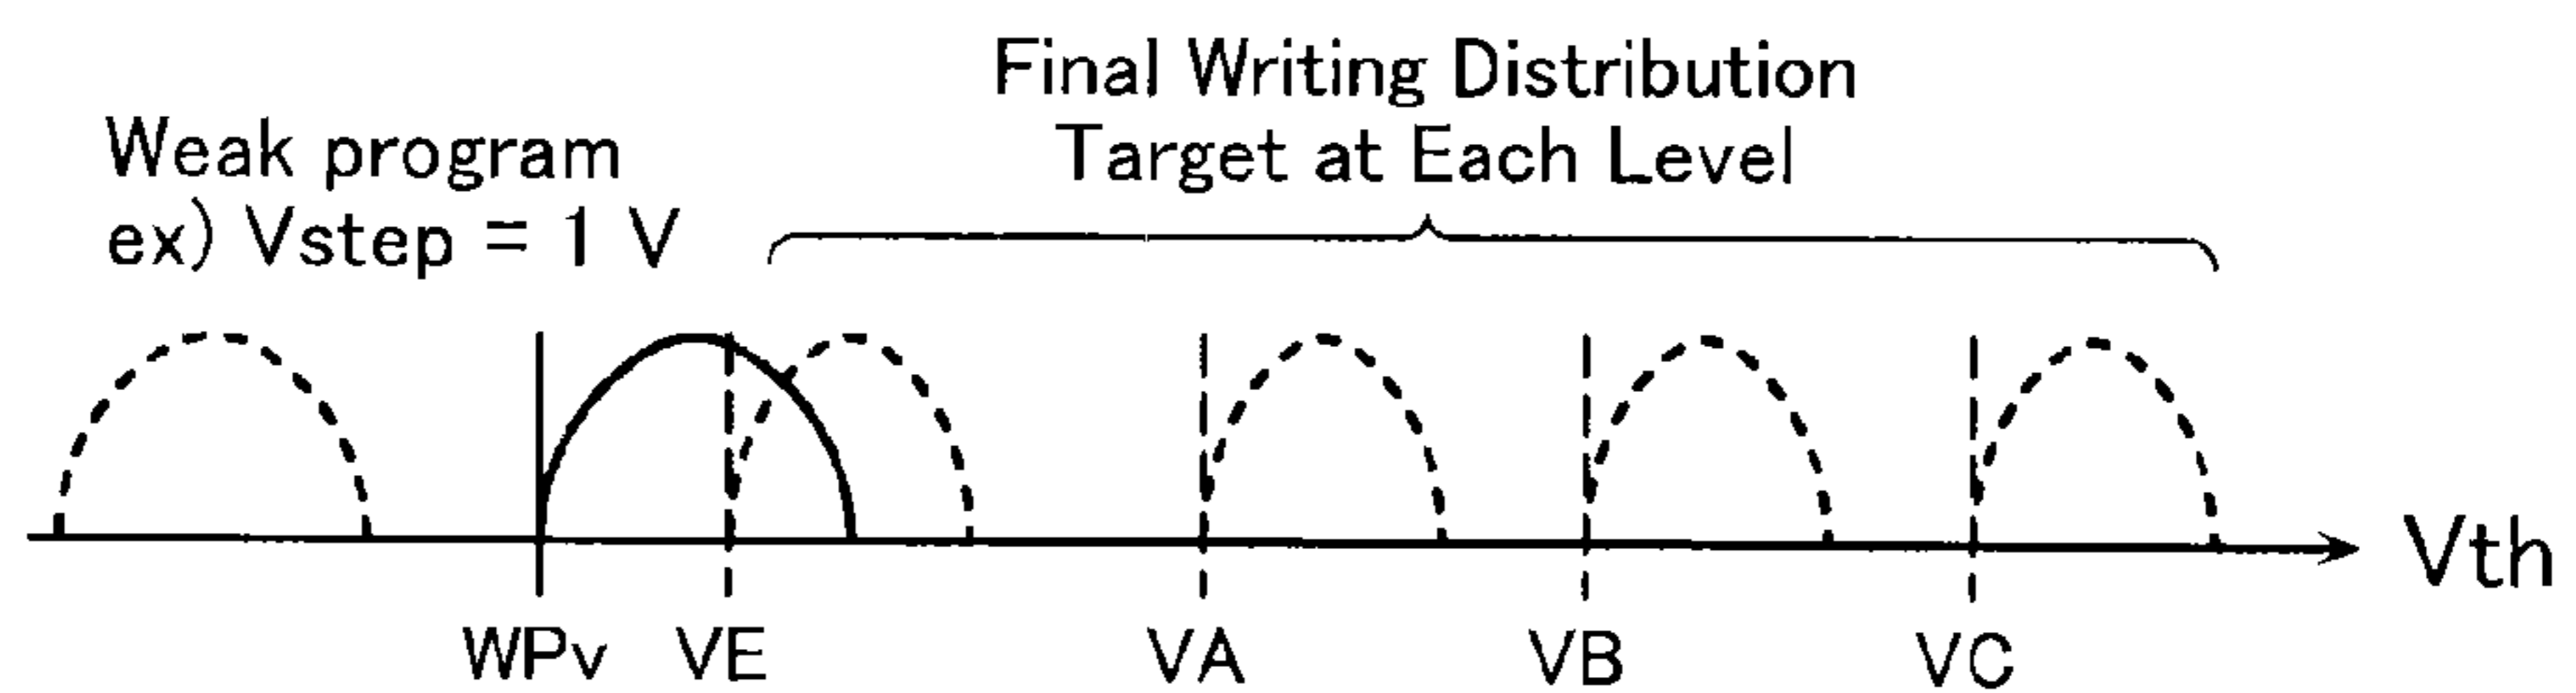 Final Writing Distribution
Target at Each Level
Weak program
ex) Vstep = 1 V
Vth
WPv
VE
VA
VB
VC